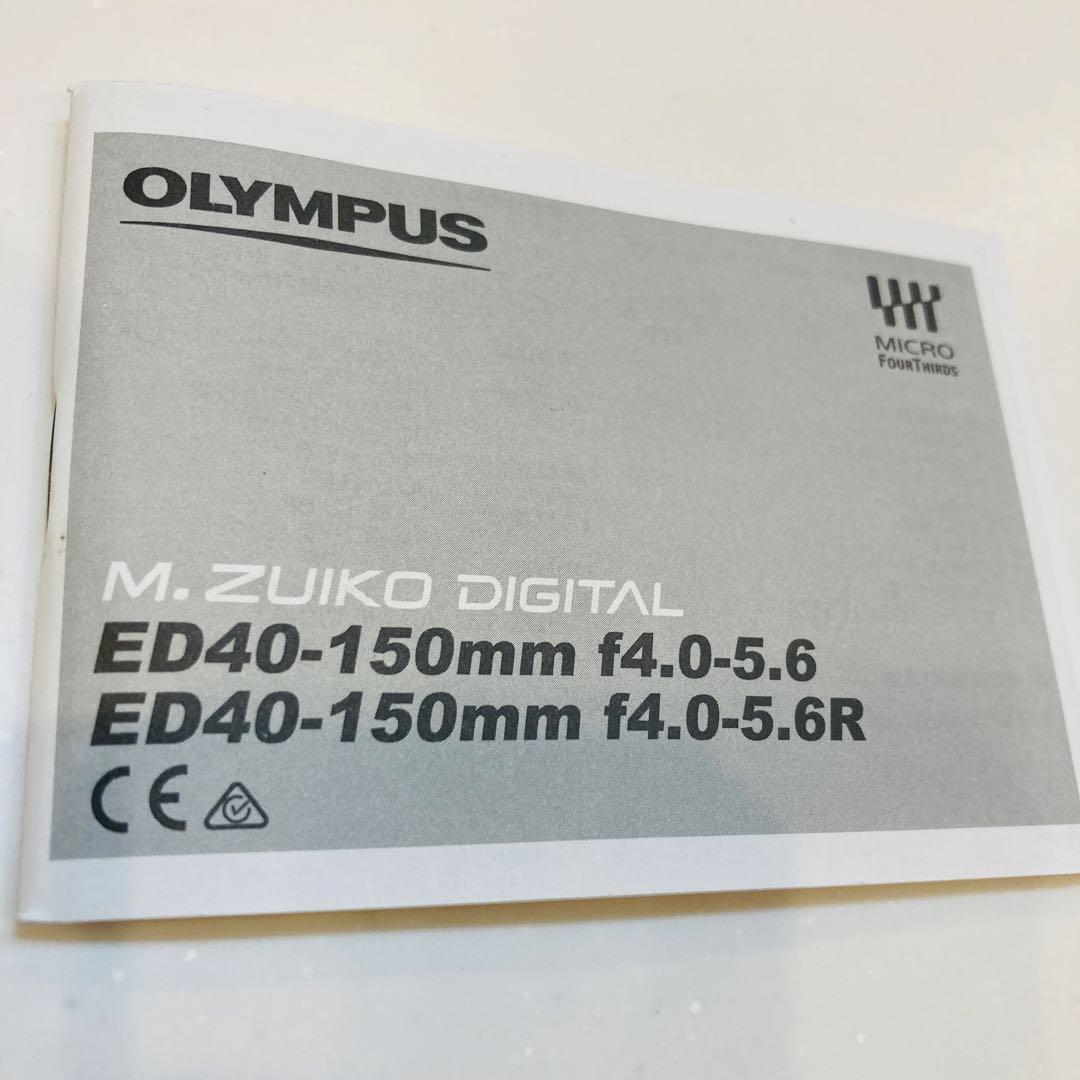 OLYMPUS
MICRO
FOURTHIRDS
M.ZUIKO DIGITAL
ED40-150mm f4.0-5.6
ED40-150mm f4.0-5.6R
CE